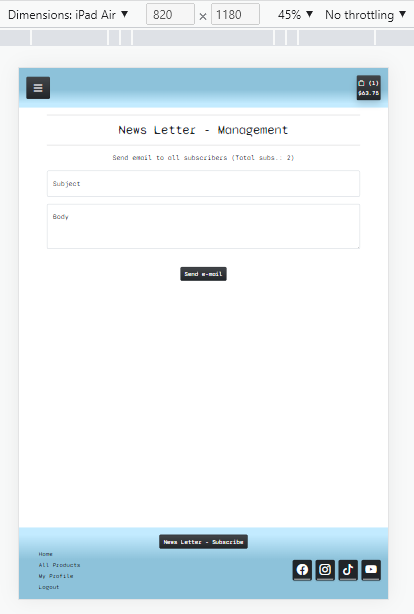 Dimensions: iPad Air ▼ 820 × 1180 45% ▼ No throttling ▼
(1)
$63.75
News Letter - Management
Send email to all subscribers (Total subs.: 2)
Subject
Body
Send e-mail
News Letter - Subscribe
Home
All Products
My Profile
Logout